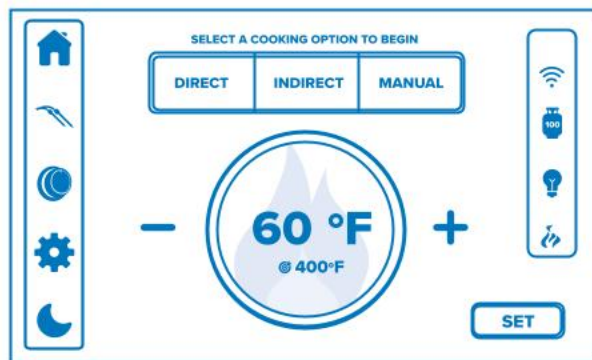 SELECT A COOKING OPTION TO BEGIN
DIRECT INDIRECT MANUAL
100
60 °F
400°F
SET